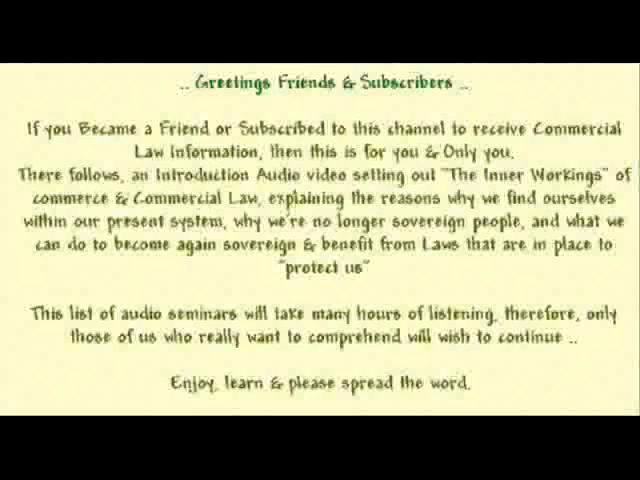 .. Greetings Friends & Subscribers ..
If you Became a Friend or Subscribed to this channel to receive Commercial
Law Information, then this is for you & Only you.
There follows, an Introduction Audio video setting out "The Inner Workings" of
commerce & Commercial Law, explaining the reasons why we find ourselves
within our present system, why we're no longer sovereign people, and what we
can do to become again sovereign & benefit from Laws that are in place to
"protect us"
This list of audio seminars will take many hours of listening, therefore, only
those of us who really want to comprehend will wish to continue ..
Enjoy, learn & please spread the word.